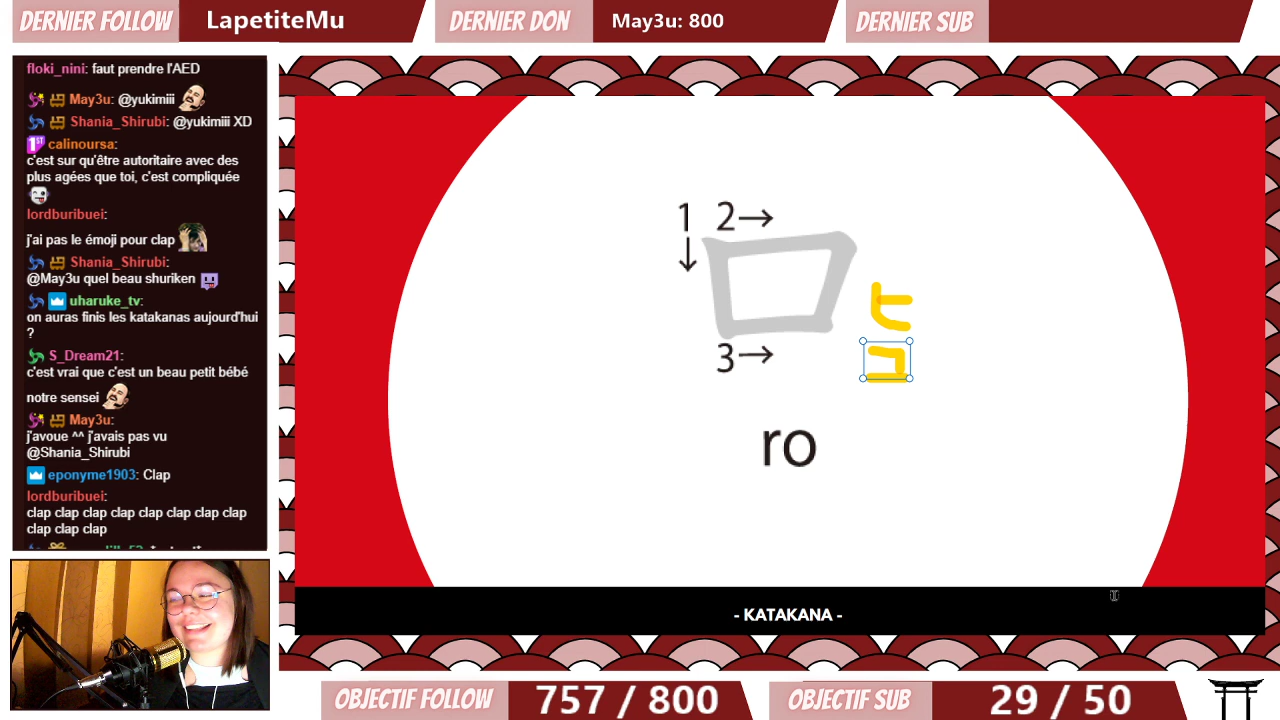 DERNIER FOLLOW
LapetiteMu
DERNIER DON
May3u: 800
DERNIER SUB
floki_nini: faut prendre l'AED
May3u: @yukimiii
Shania_Shirubi: @yukimiii XD
calinoursa:
c'est sur qu'être autoritaire avec des
plus agées que toi, c'est compliquée
lordburibuei:
j'ai pas le émoji pour clap
Shania_Shirubi:
@May3u quel beau shuriken
uharuke_tv:
on auras finis les katakanas aujourd'hui
?
S_Dream21:
c'est vrai que c'est un beau petit bébé
notre sensei
May3u:
j'avoue ^^ j'avais pas vu
@Shania_Shirubi
eponyme1903: Clap
lordburibuei:
clap clap clap clap clap clap clap clap
clap clap clap
1 2→
↓
ロ
3→
ヒ
コ
ro
- KATAKANA -
OBJECTIF FOLLOW
757 / 800
OBJECTIF SUB
29 / 50